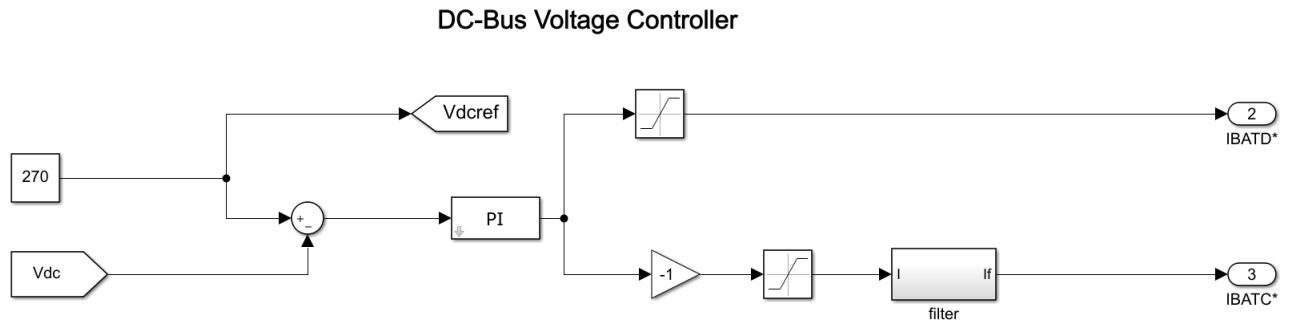 DC-Bus Voltage Controller
Vdcref
2
IBATD*
270
+
−
PI
Vdc
-1
I
If
filter
3
IBATC*